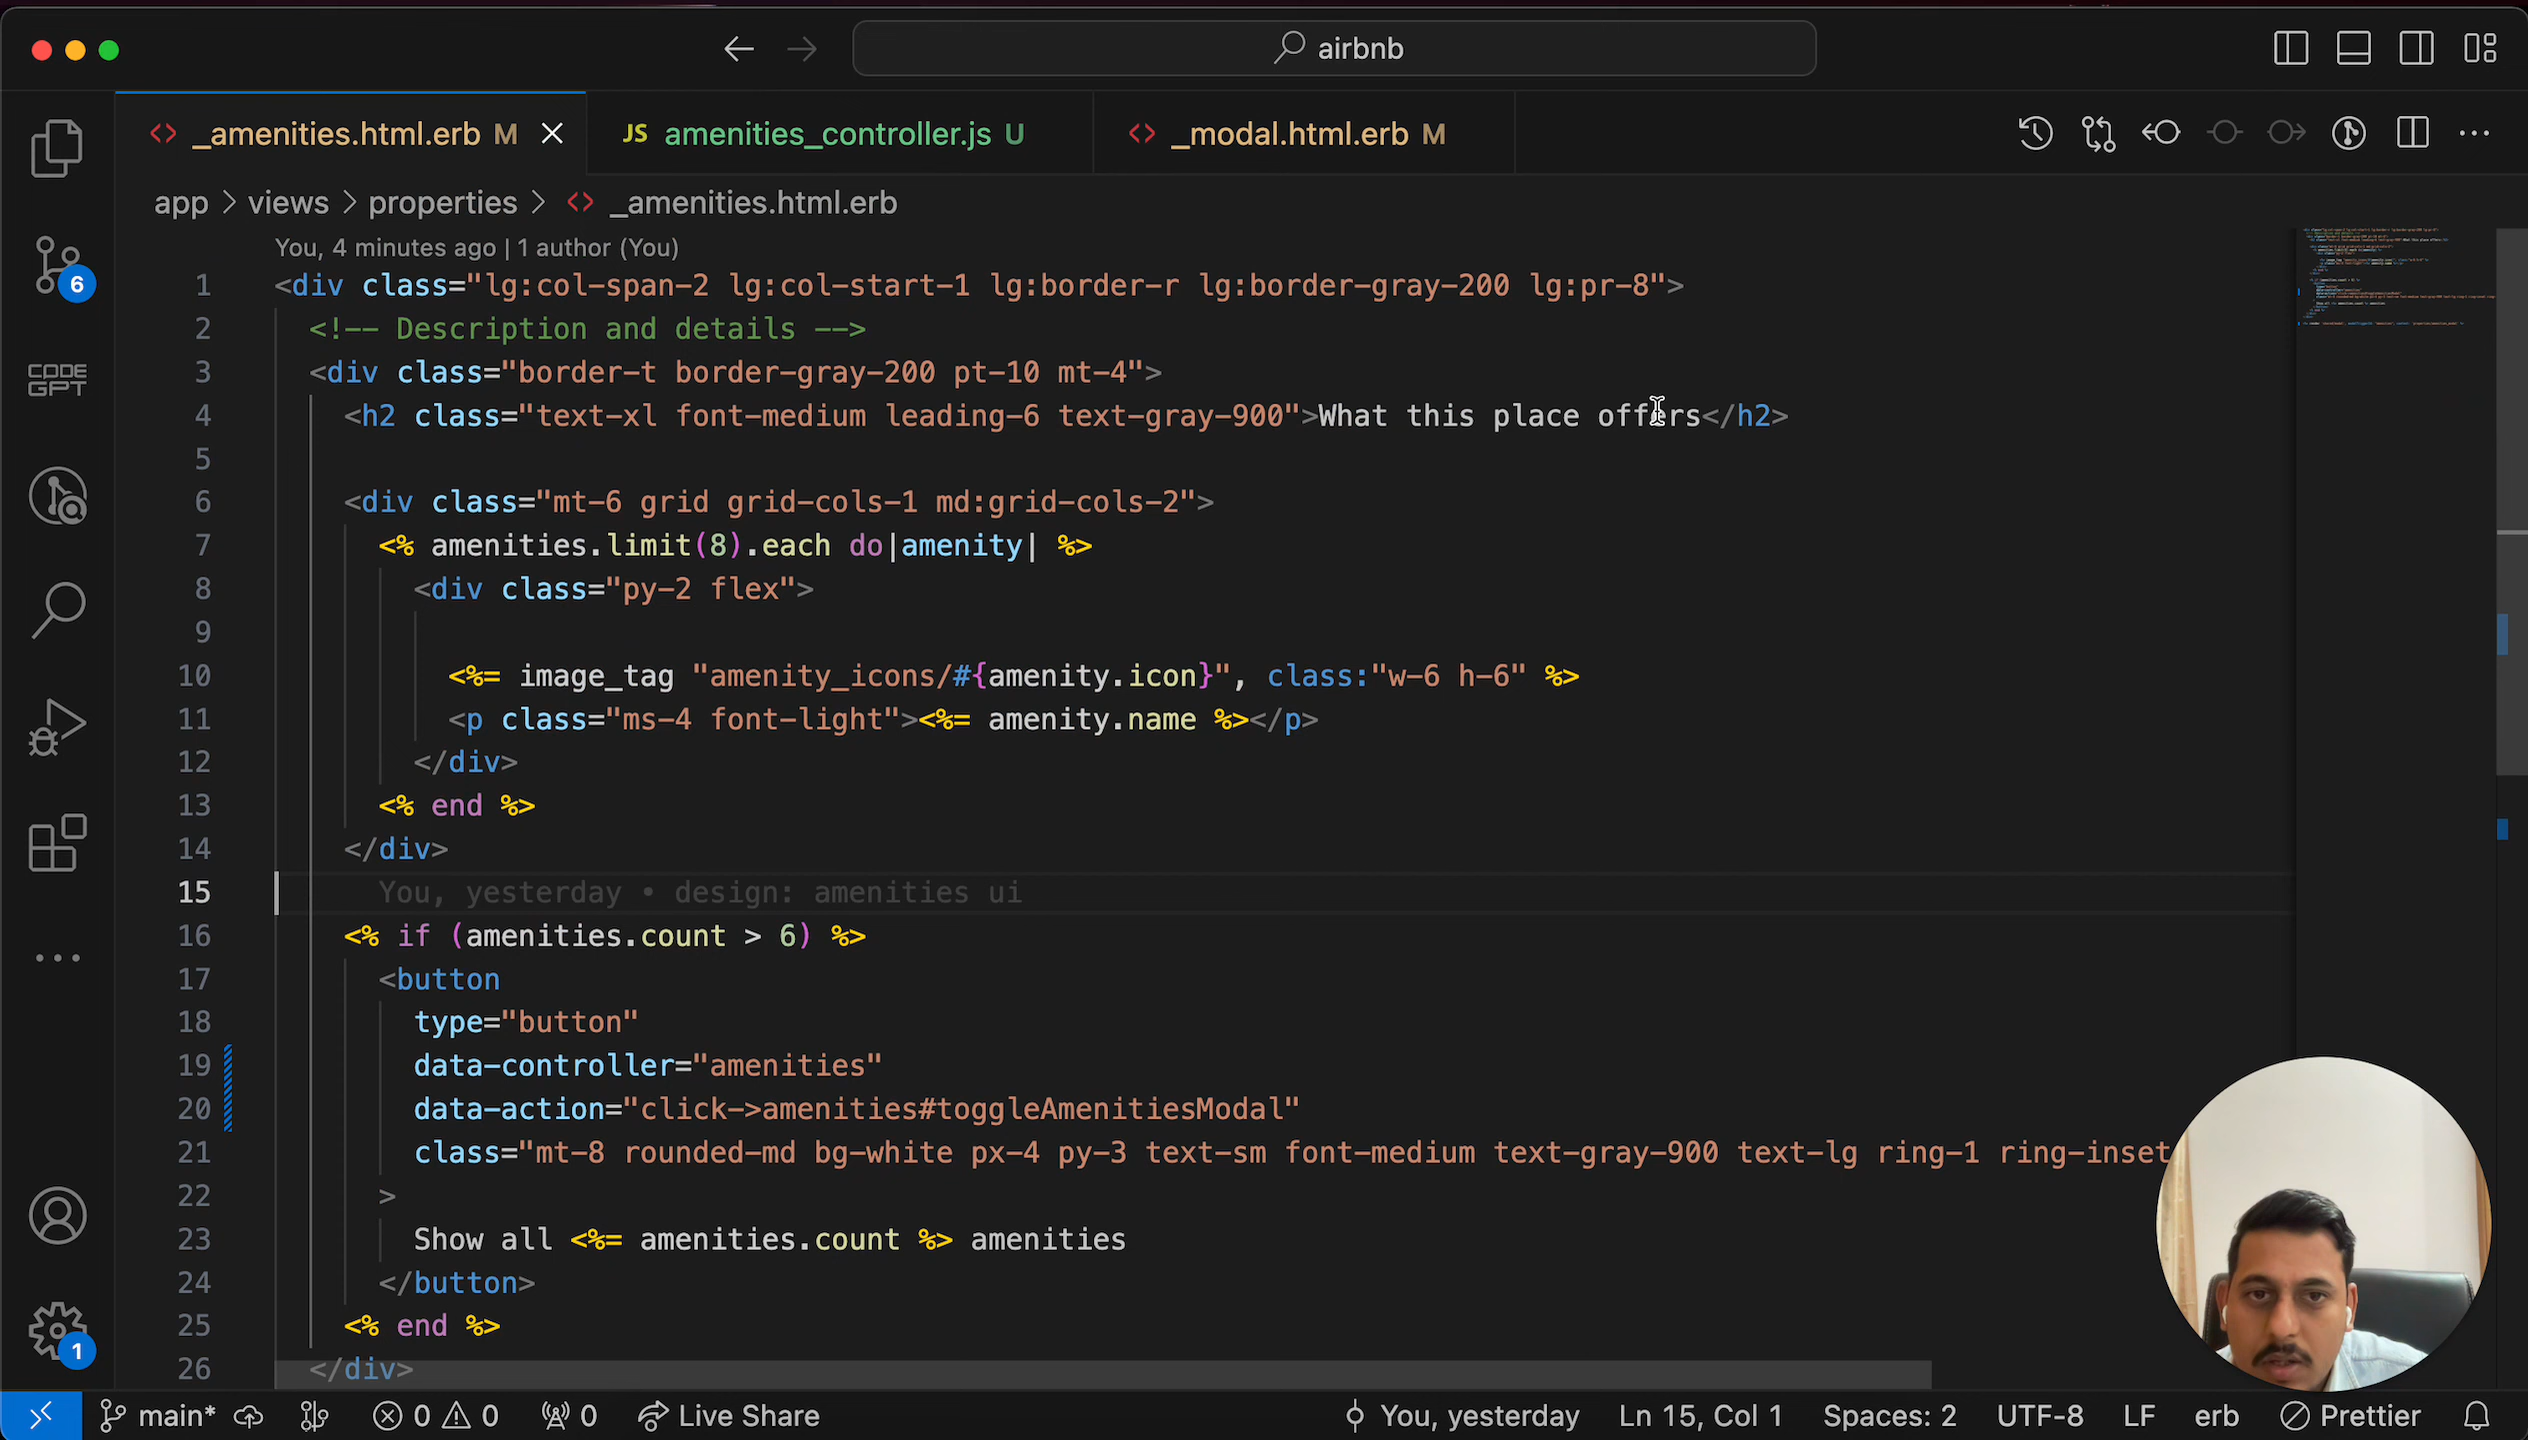 airbnb
_amenities.html.erb M
JS amenities_controller.js U
_modal.html.erb M
app > views > properties > <> _amenities.html.erb
You, 4 minutes ago | 1 author (You)
1 <div class="lg:col-span-2 lg:col-start-1 lg:border-r lg:border-gray-200 lg:pr-8">
2 <!-- Description and details -->
3 <div class="border-t border-gray-200 pt-10 mt-4">
4 <h2 class="text-xl font-medium leading-6 text-gray-900">What this place offers</h2>
5
6 <div class="mt-6 grid grid-cols-1 md:grid-cols-2">
7 <% amenities.limit(8).each do|amenity| %>
8 <div class="py-2 flex">
9
10 <%= image_tag "amenity_icons/#{amenity.icon}", class:"w-6 h-6" %>
11 <p class="ms-4 font-light"><%= amenity.name %></p>
12 </div>
13 <% end %>
14 </div>
15 You, yesterday • design: amenities ui
16 <% if (amenities.count > 6) %>
17 <button
18 type="button"
19 data-controller="amenities"
20 data-action="click->amenities#toggleAmenitiesModal"
21 class="mt-8 rounded-md bg-white px-4 py-3 text-sm font-medium text-gray-900 text-lg ring-1 ring-inset
22 >
23 Show all <%= amenities.count %> amenities
24 </button>
25 <% end %>
26 </div>
6
CODE
GPT
1
main* 0 0 0 Live Share You, yesterday Ln 15, Col 1 Spaces: 2 UTF-8 LF erb Prettier